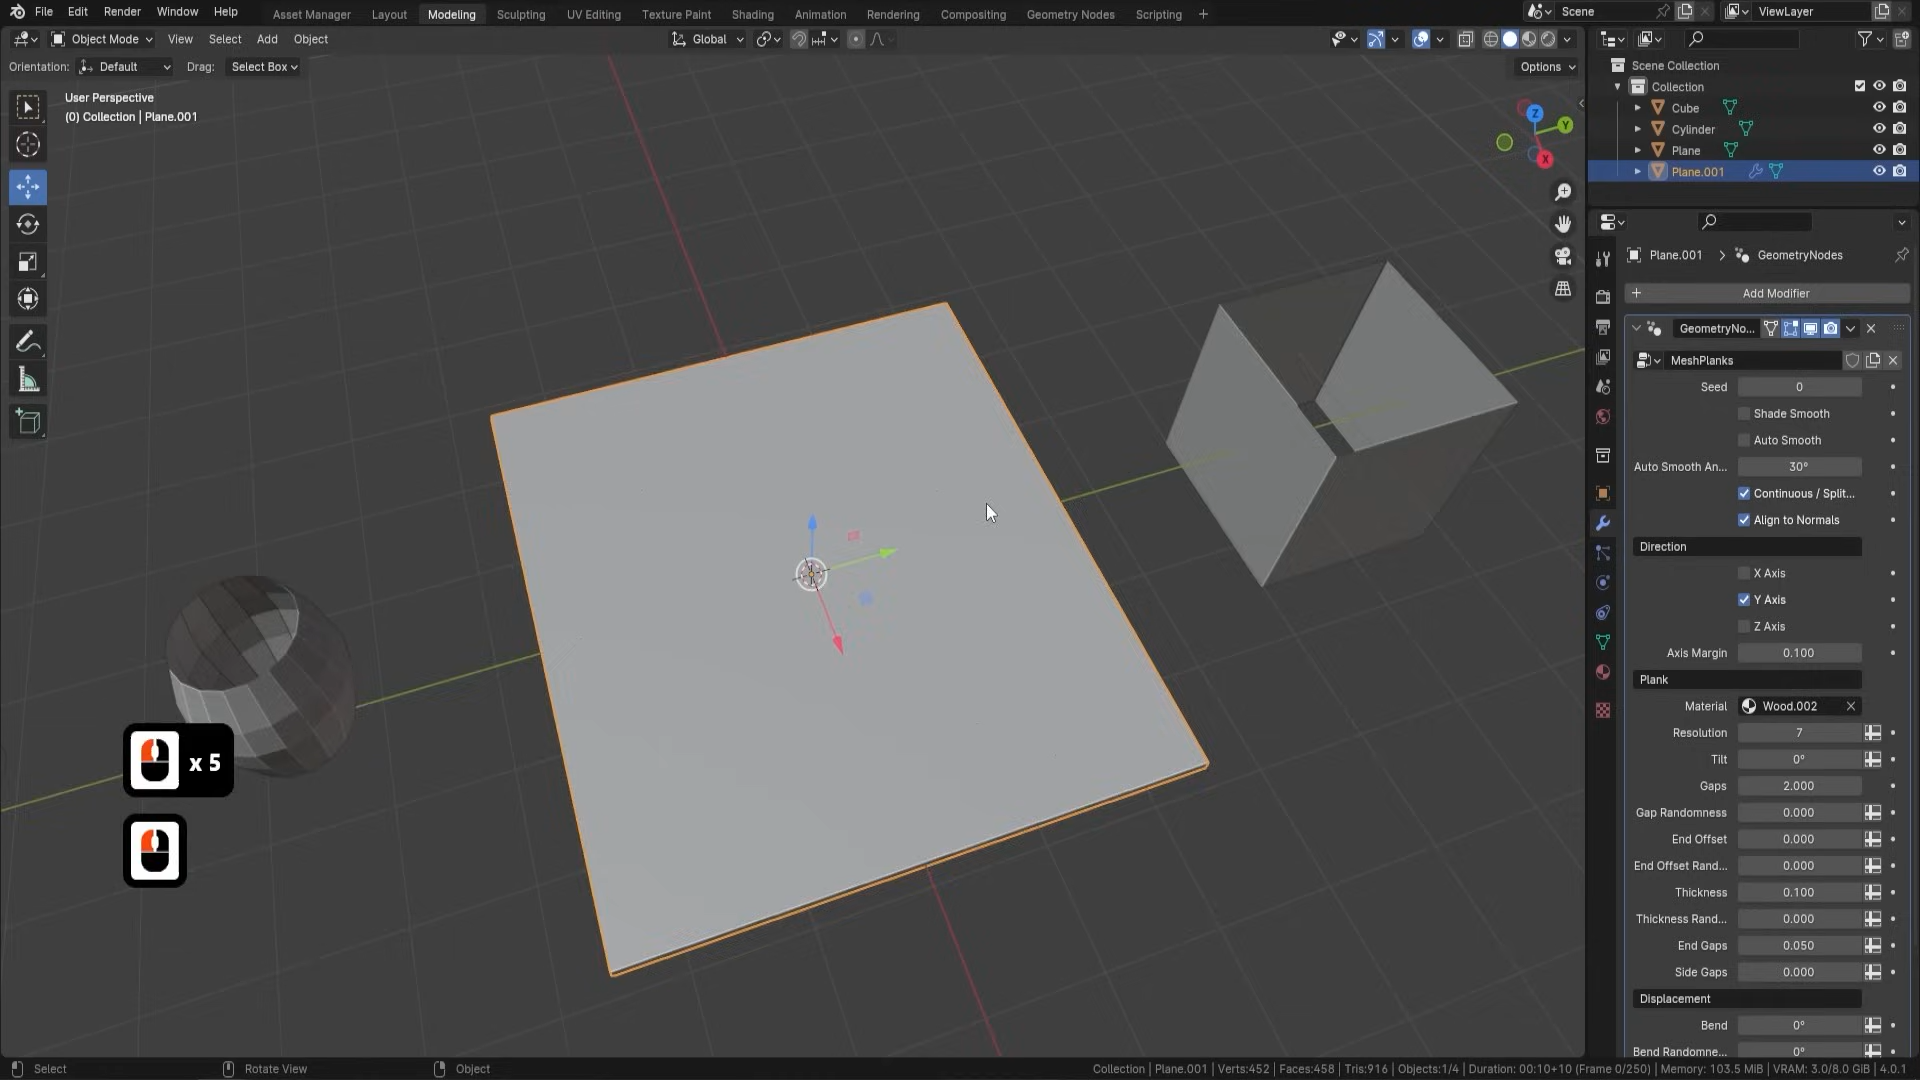 File Edit Render Window Help Asset Manager Layout Modeling Sculpting UV Editing Texture Paint Shading Animation Rendering Compositing Geometry Nodes Scripting + Scene ViewLayer
Object Mode View Select Add Object Global
Orientation: Default Drag: Select Box Options
User Perspective
(0) Collection | Plane.001
Z
Y
X
x 5
Scene Collection
Collection
Cube
Cylinder
Plane
Plane.001
Plane.001 > GeometryNodes
+ Add Modifier
GeometryNo...
MeshPlanks
Seed 0
Shade Smooth
Auto Smooth
Auto Smooth An... 30°
Continuous / Split...
Align to Normals
Direction
X Axis
Y Axis
Z Axis
Axis Margin 0.100
Plank
Material Wood.002
Resolution 7
Tilt 0°
Gaps 2.000
Gap Randomness 0.000
End Offset 0.000
End Offset Rand... 0.000
Thickness 0.100
Thickness Rand... 0.000
End Gaps 0.050
Side Gaps 0.000
Displacement
Bend 0°
Bend Randomne... 0°
Select Rotate View Object Collection | Plane.001 | Verts:452 | Faces:458 | Tris:916 | Objects:1/4 | Duration: 00:10+10 (Frame 0/250) | Memory: 103.5 MiB | VRAM: 3.0/8.0 GiB | 4.0.1